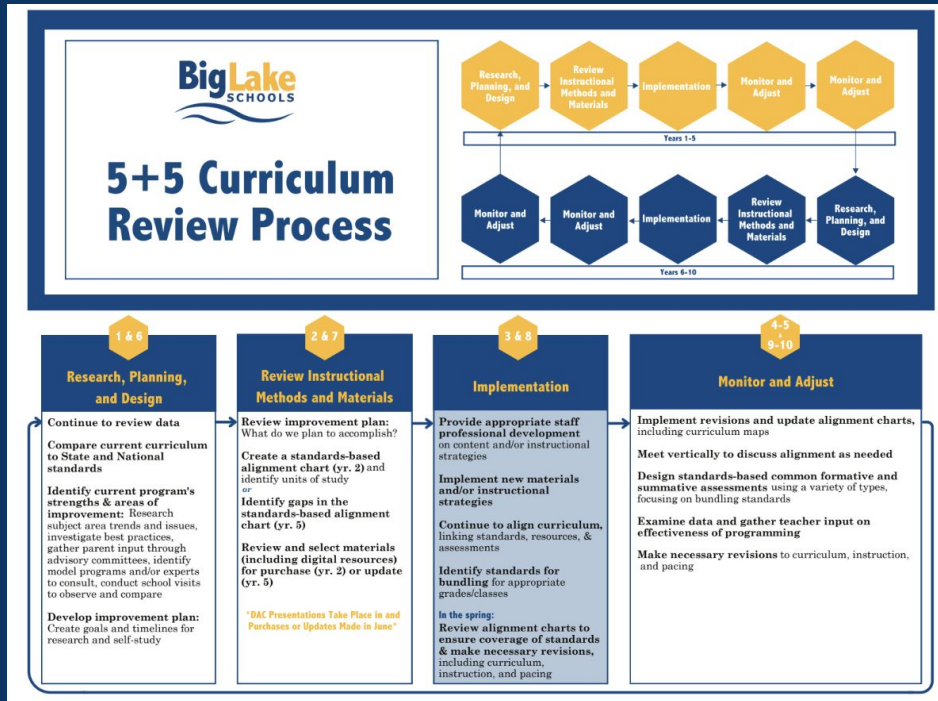 BigLake
SCHOOLS
5+5 Curriculum
Review Process
Research,
Planning,
and
Design
Review
Instructional
Methods and
Materials
Implementation
Monitor and
Adjust
Monitor and
Adjust
Years 1-5
Monitor and
Adjust
Monitor and
Adjust
Implementation
Review
Instructional
Methods and
Materials
Research,
Planning,
and
Design
Years 6-10
1 & 6
Research, Planning,
and Design
Continue to review data
Compare current curriculum
to State and National
standards
Identify current program's
strengths & areas of
improvement: Research
subject area trends and issues,
investigate best practices,
gather parent input through
advisory committees, identify
model programs and/or experts
to consult, conduct school visits
to observe and compare
Develop improvement plan:
Create goals and timelines for
research and self-study
2 & 7
Review Instructional
Methods and Materials
Review improvement plan:
What do we plan to accomplish?
Create a standards-based
alignment chart (yr. 2) and
identify units of study
or
Identify gaps in the
standards-based alignment
chart (yr. 5)
Review and select materials
(including digital resources)
for purchase (yr. 2) or update
(yr. 5)
*DAC Presentations Take Place in and
Purchases or Updates Made in June*
3 & 8
Implementation
Provide appropriate staff
professional development
on content and/or instructional
strategies
Implement new materials
and/or instructional
strategies
Continue to align curriculum,
linking standards, resources, &
assessments
Identify standards for
bundling for appropriate
grades/classes
In the spring:
Review alignment charts to
ensure coverage of standards
& make necessary revisions,
including curriculum,
instruction, and pacing
4-5
&
9-10
Monitor and Adjust
Implement revisions and update alignment charts,
including curriculum maps
Meet vertically to discuss alignment as needed
Design standards-based common formative and
summative assessments using a variety of types,
focusing on bundling standards
Examine data and gather teacher input on
effectiveness of programming
Make necessary revisions to curriculum, instruction,
and pacing